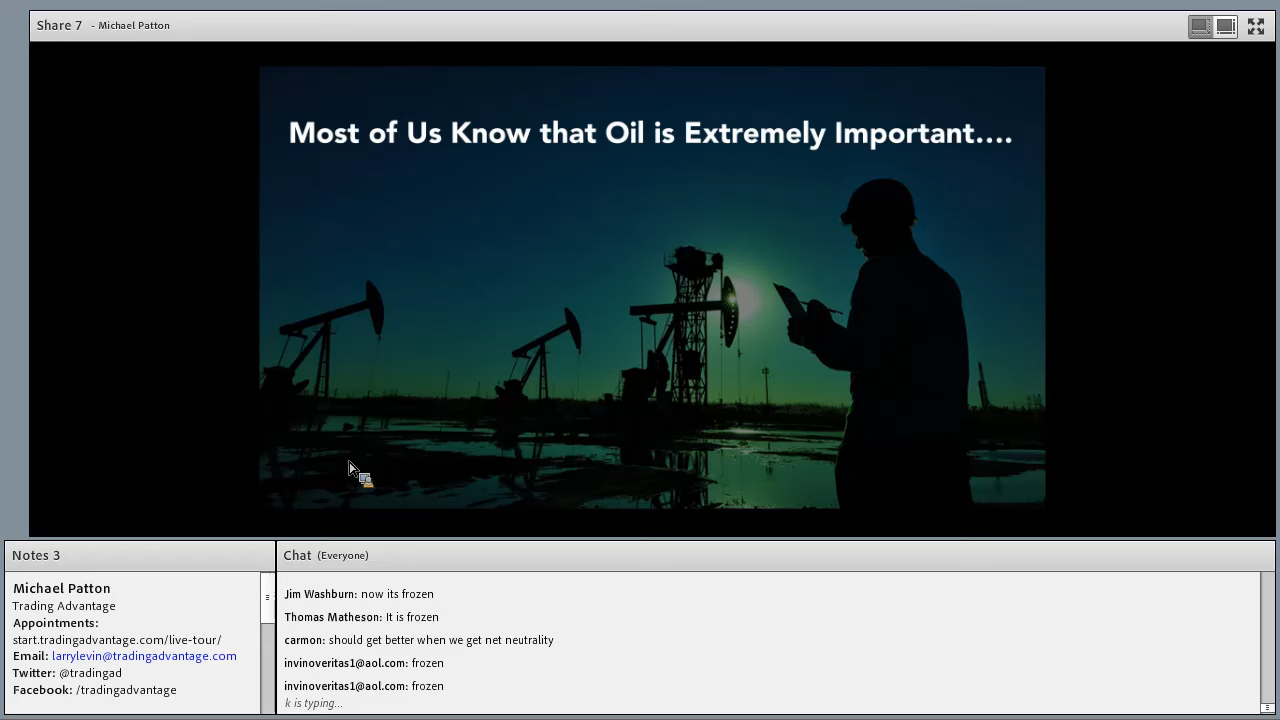 Share 7 - Michael Patton
Most of Us Know that Oil is Extremely Important....
Notes 3
Michael Patton
Trading Advantage
Appointments:
start.tradingadvantage.com/live-tour/
Email: larrylevin@tradingadvantage.com
Twitter: @tradingad
Facebook: /tradingadvantage
Chat (Everyone)
Jim Washburn: now its frozen
Thomas Matheson: It is frozen
carmon: should get better when we get net neutrality
invinoveritas1@aol.com: frozen
invinoveritas1@aol.com: frozen
k is typing...